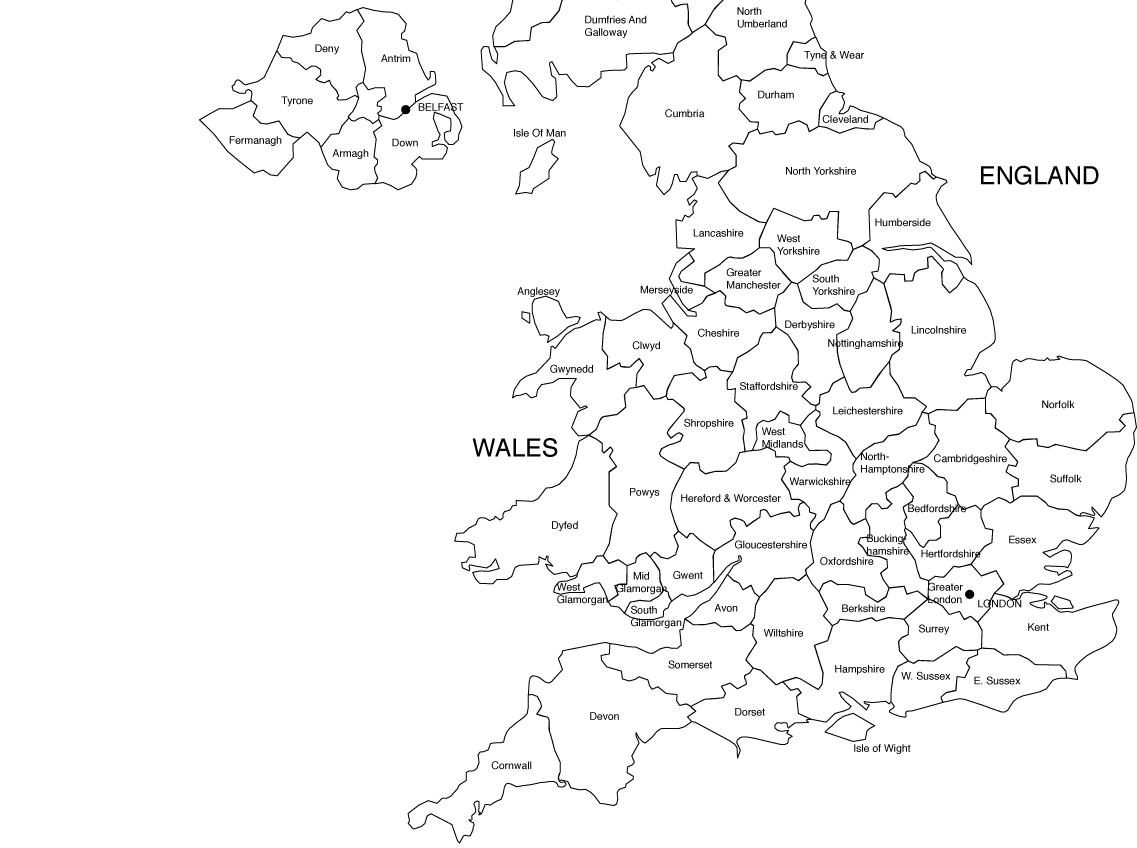 North
Umberland
Dumfries And
Galloway
Deny
Antrim
Tyne & Wear
Tyrone
Durham
BELFAST
Cumbria
Cleveland
Isle Of Man
Fermanagh
Down
Armagh
North Yorkshire
ENGLAND
Humberside
Lancashire
West
Yorkshire
Greater
Manchester
South
Yorkshire
Anglesey
Merseyside
Derbyshire
Cheshire
Lincolnshire
Clwyd
Nottinghamshire
Gwynedd
Staffordshire
Norfolk
Leichestershire
Shropshire
West
Midlands
WALES
North-
Hamptonshire
Cambridgeshire
Suffolk
Warwickshire
Powys
Hereford & Worcester
Bedfordshire
Dyfed
Bucking-
hamshire
Essex
Gloucestershire
Hertfordshire
Oxfordshire
Mid
Glamorgan
Gwent
West
Glamorgan
Greater
London
LONDON
South
Glamorgan
Avon
Berkshire
Wiltshire
Surrey
Kent
Somerset
Hampshire
W. Sussex
E. Sussex
Devon
Dorset
Isle of Wight
Cornwall